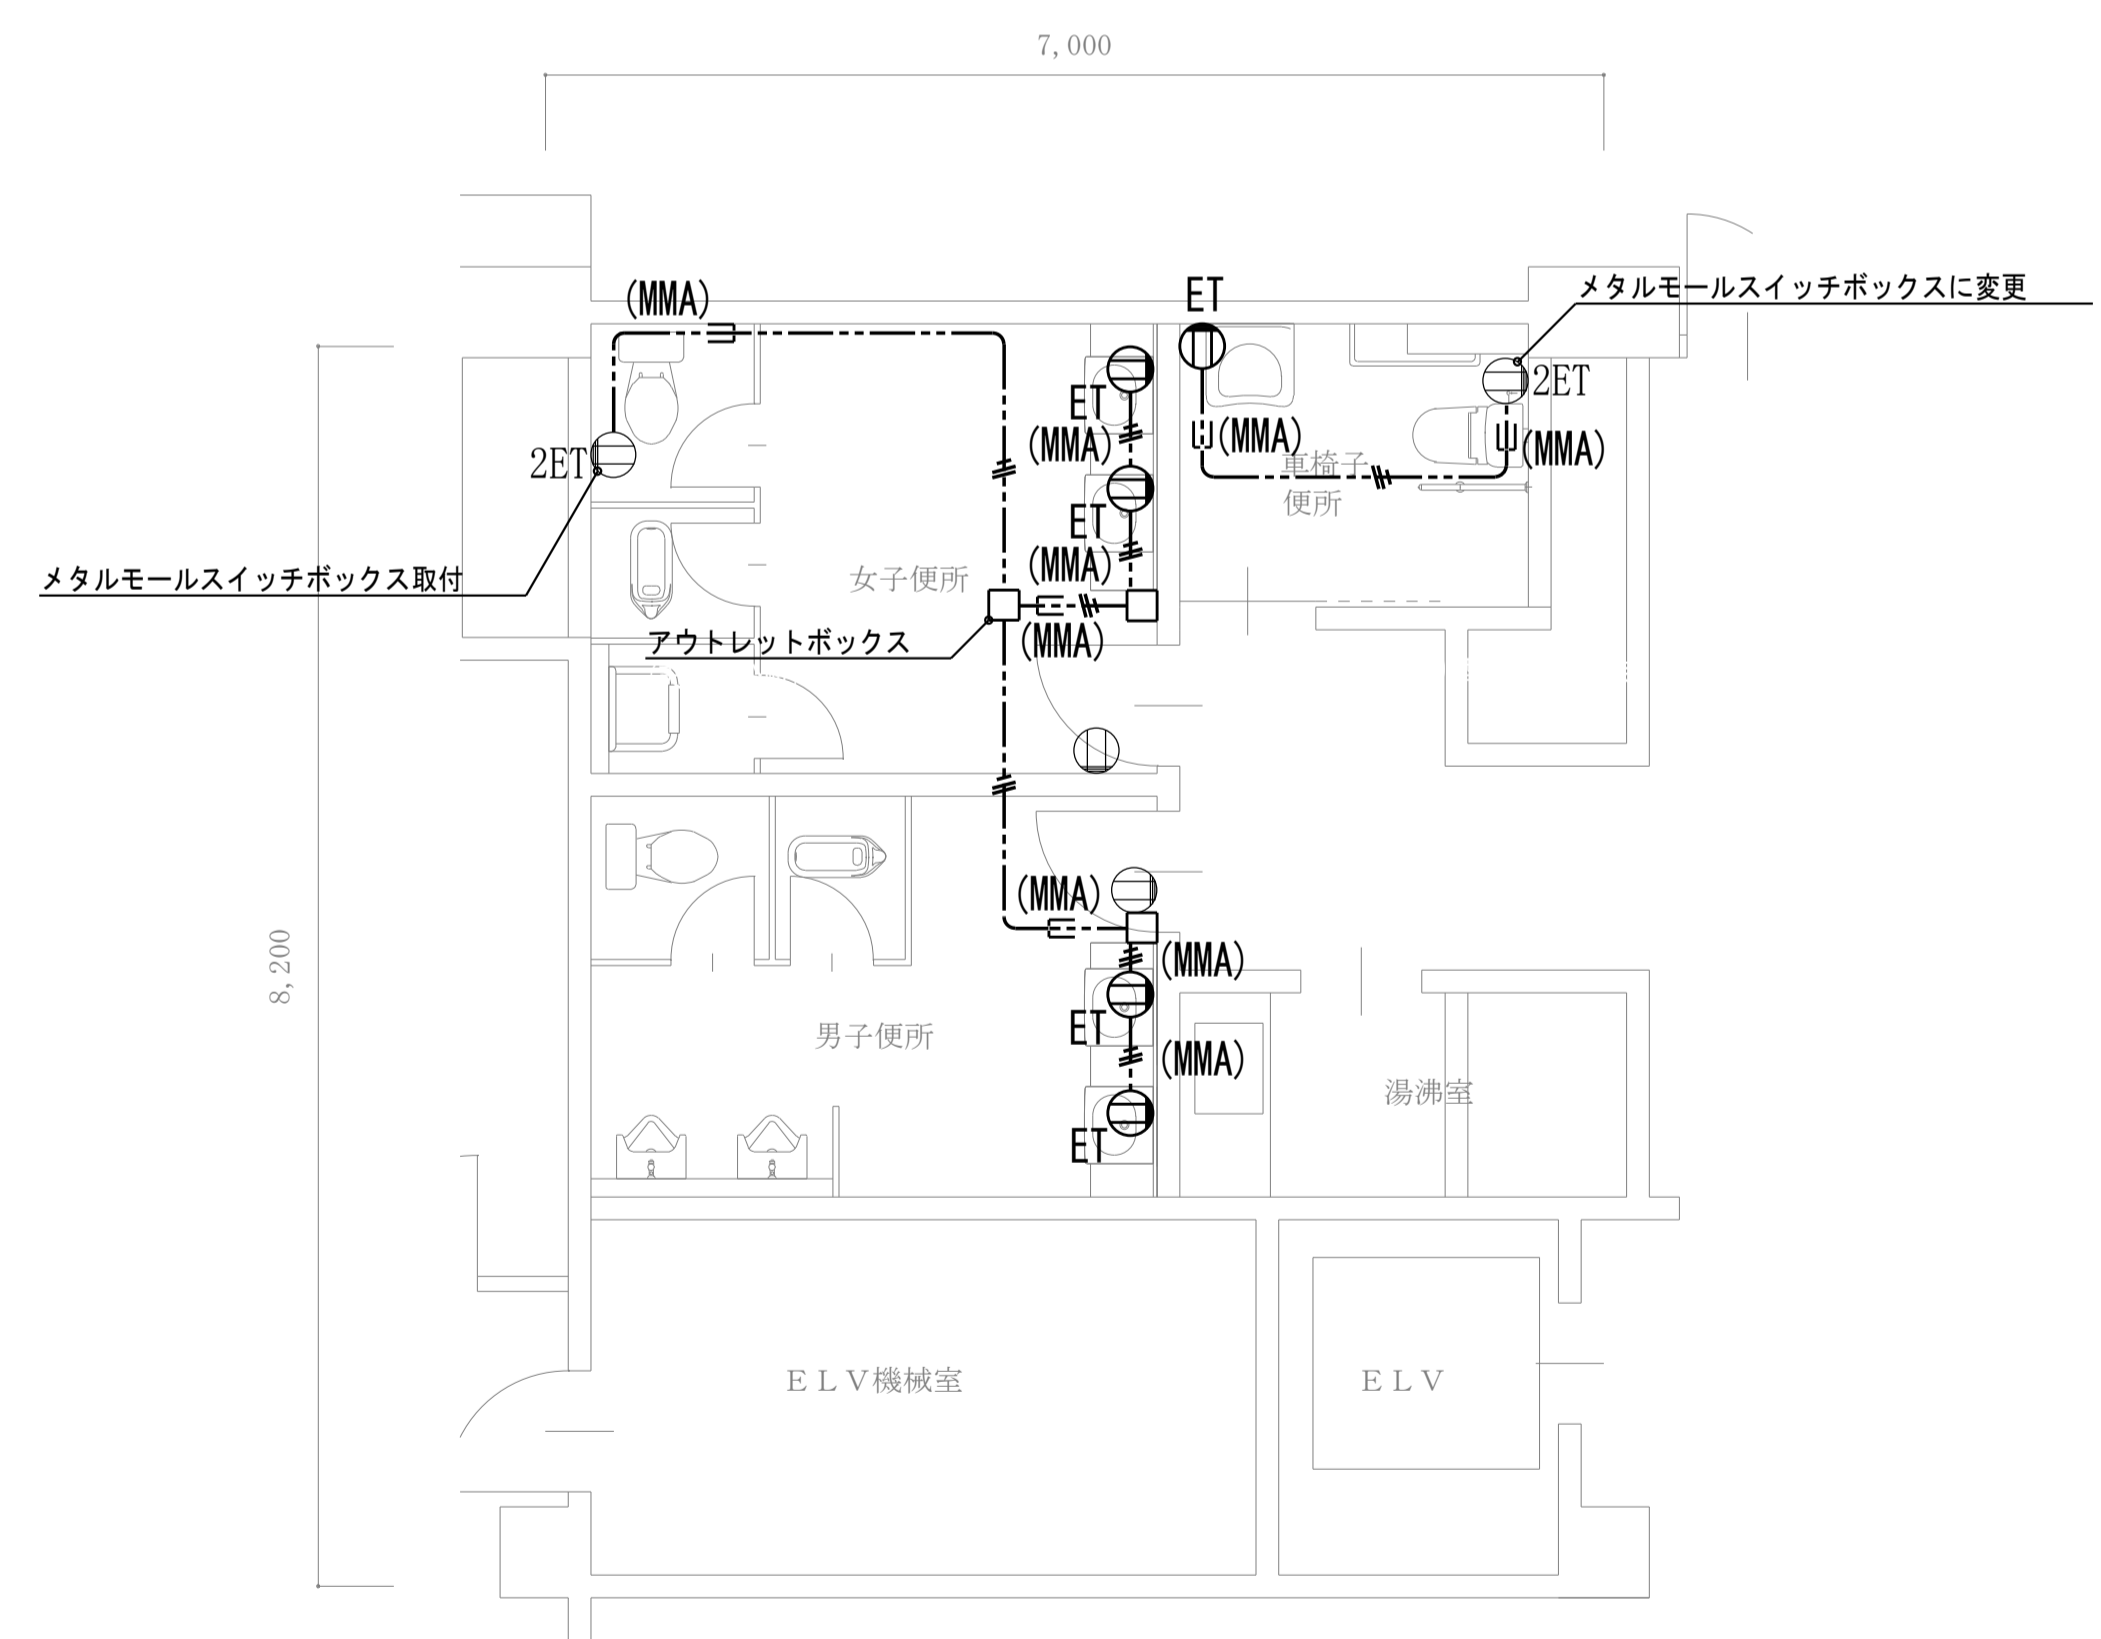 7,000
(MMA)
ET
メタルモールスイッチボックスに変更
2ET
ET
(MMA)
(MMA)
(MMA)
2ET
車椅子
便所
ET
(MMA)
メタルモールスイッチボックス取付
女子便所
アウトレットボックス
(MMA)
(MMA)
(MMA)
8,200
ET
男子便所
(MMA)
湯沸室
ET
ELV機械室
ELV